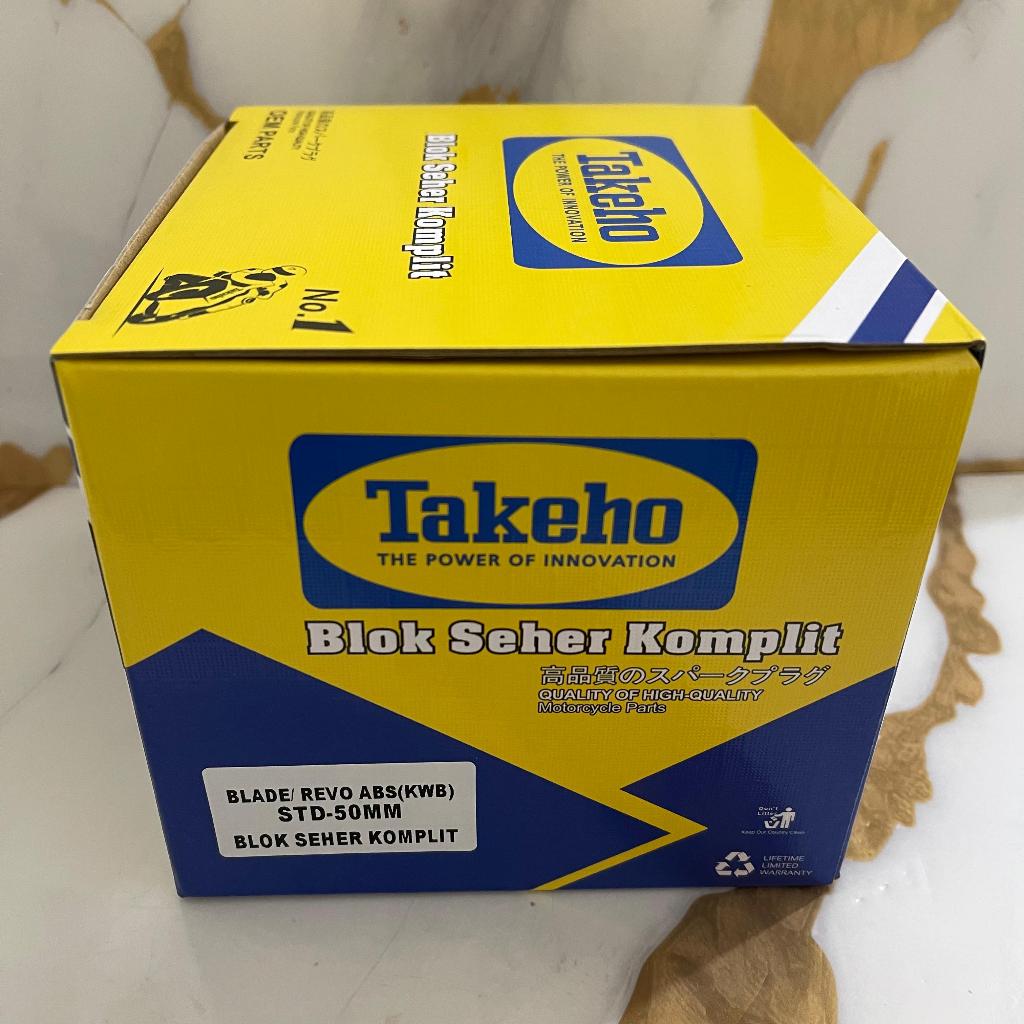 OEM PARTS
Blok Seher Komplit
No.1
Takeho
THE POWER OF INNOVATION
Takeho
THE POWER OF INNOVATION
Blok Seher Komplit
高品質のスパークプラグ
QUALITY OF HIGH-QUALITY
Motorcycle Parts
BLADE/ REVO ABS(KWB)
STD-50MM
BLOK SEHER KOMPLIT
Don't
Litter
Keep Our Country Clean
LIFETIME
LIMITED
WARRANTY